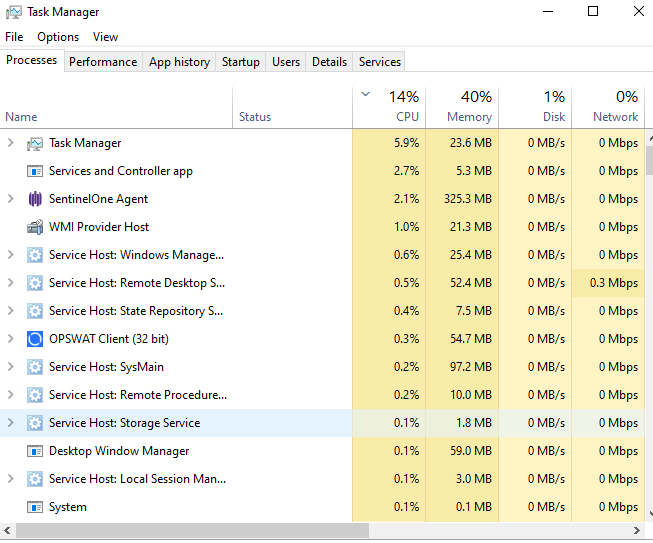 Task Manager
File Options View
Processes Performance App history Startup Users Details Services
14% 40% 1% 0%
Name Status CPU Memory Disk Network
Task Manager 5.9% 23.6 MB 0 MB/s 0 Mbps
Services and Controller app 2.7% 5.3 MB 0 MB/s 0 Mbps
SentinelOne Agent 2.1% 325.3 MB 0 MB/s 0 Mbps
WMI Provider Host 1.0% 21.3 MB 0 MB/s 0 Mbps
Service Host: Windows Manage... 0.6% 25.4 MB 0 MB/s 0 Mbps
Service Host: Remote Desktop S... 0.5% 52.4 MB 0 MB/s 0.3 Mbps
Service Host: State Repository S... 0.4% 7.5 MB 0 MB/s 0 Mbps
OPSWAT Client (32 bit) 0.3% 54.7 MB 0 MB/s 0 Mbps
Service Host: SysMain 0.2% 97.2 MB 0 MB/s 0 Mbps
Service Host: Remote Procedure... 0.2% 10.0 MB 0 MB/s 0 Mbps
Service Host: Storage Service 0.1% 1.8 MB 0 MB/s 0 Mbps
Desktop Window Manager 0.1% 59.0 MB 0 MB/s 0 Mbps
Service Host: Local Session Man... 0.1% 3.0 MB 0 MB/s 0 Mbps
System 0.1% 0.1 MB 0 MB/s 0 Mbps